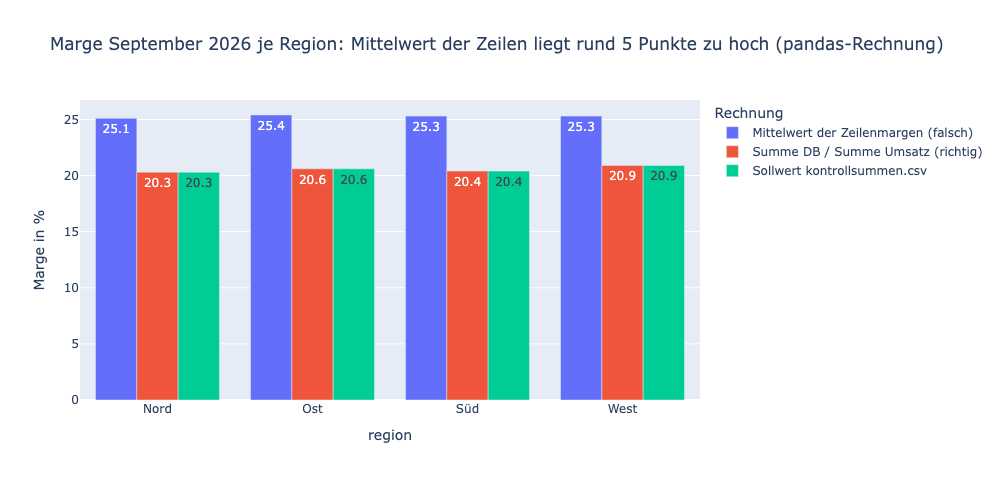 Marge September 2026 je Region: Mittelwert der Zeilen liegt rund 5 Punkte zu hoch (pandas-Rechnung)
Rechnung
Mittelwert der Zeilenmargen (falsch)
Summe DB / Summe Umsatz (richtig)
Sollwert kontrollsummen.csv
Marge in %
25
20
15
10
5
0
25.1
20.3
20.3
25.4
20.6
20.6
25.3
20.4
20.4
25.3
20.9
20.9
Nord
Ost
Süd
West
region